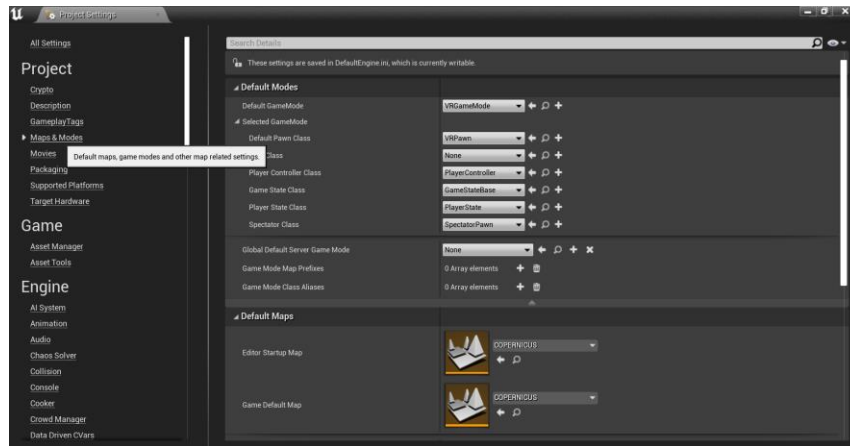 Project Settings
All Settings
Project
Crypto
Description
GameplayTags
Maps & Modes
Movies
Default maps, game modes and other map related settings.
Packaging
Supported Platforms
Target Hardware
Game
Asset Manager
Asset Tools
Engine
AI System
Animation
Audio
Chaos Solver
Collision
Console
Cooker
Crowd Manager
Data Driven CVars
Search Details
These settings are saved in DefaultEngine.ini, which is currently writable.
Default Modes
Default GameMode VRGameMode
Selected GameMode
Default Pawn Class VRPawn
Class None
Player Controller Class PlayerController
Game State Class GameStateBase
Player State Class PlayerState
Spectator Class SpectatorPawn
Global Default Server Game Mode None
Game Mode Map Prefixes 0 Array elements
Game Mode Class Aliases 0 Array elements
Default Maps
Editor Startup Map COPERNICUS
Game Default Map COPERNICUS